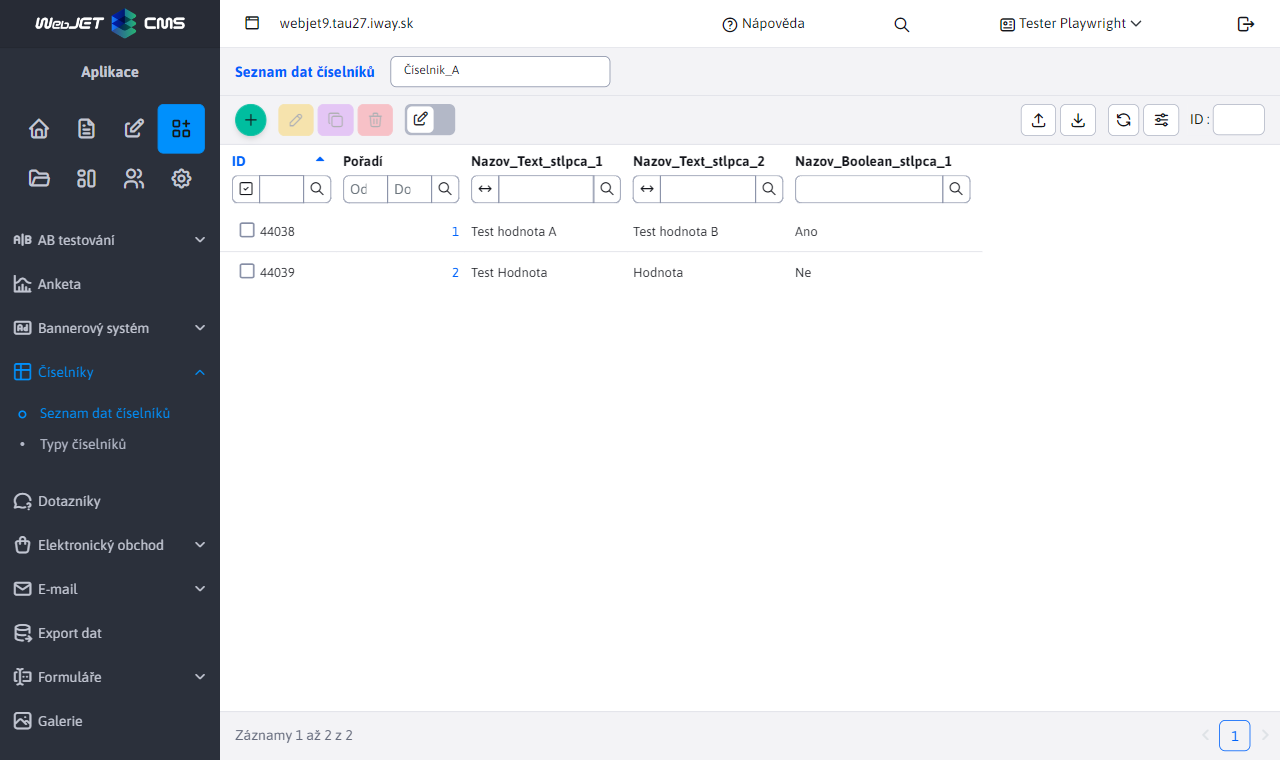 WebJET CMS
webjet9.tau27.iway.sk
Nápověda
Tester Playwright
Aplikace
Seznam dat číselníků
Číselnik_A
ID :
ID
Pořadí
Nazov_Text_stlpca_1
Nazov_Text_stlpca_2
Nazov_Boolean_stlpca_1
Od
Do
44038
1
Test hodnota A
Test hodnota B
Ano
44039
2
Test Hodnota
Hodnota
Ne
A|B AB testování
Anketa
Ad Bannerový systém
Číselníky
Seznam dat číselníků
Typy číselníků
Dotazníky
Elektronický obchod
E-mail
Export dat
Formuláře
Galerie
Záznamy 1 až 2 z 2
1